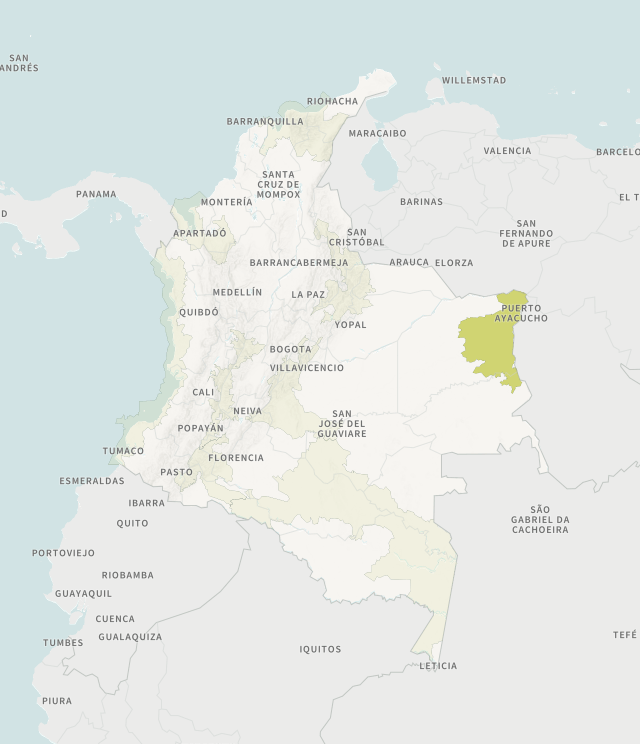 SAN
ANDRÉS
WILLEMSTAD
RIOHACHA
BARRANQUILLA
MARACAIBO
VALENCIA
BARCELO
SANTA
CRUZ DE
MOMPOX
PANAMA
MONTERÍA
BARINAS
EL T
D
SAN
FERNANDO
DE APURE
APARTADÓ
SAN
CRISTÓBAL
BARRANCABERMEJA
ARAUCA
ELORZA
MEDELLÍN
LA PAZ
QUIBDÓ
PUERTO
AYACUCHO
YOPAL
BOGOTA
VILLAVICENCIO
CALI
NEIVA
SAN
JOSÉ DEL
GUAVIARE
POPAYÁN
TUMACO
FLORENCIA
PASTO
ESMERALDAS
IBARRA
QUITO
SÃO
GABRIEL DA
CACHOEIRA
PORTOVIEJO
RIOBAMBA
GUAYAQUIL
CUENCA
GUALAQUIZA
TUMBES
IQUITOS
TEFÉ
LETICIA
PIURA